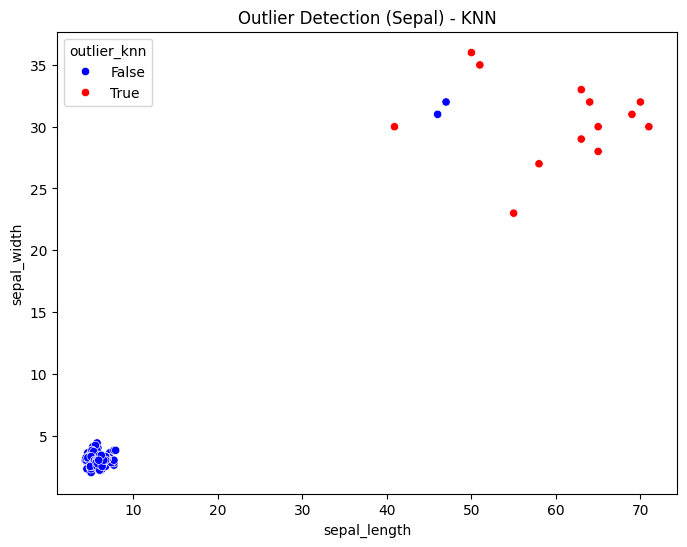 Outlier Detection (Sepal) - KNN
outlier_knn
False
True
35
30
25
20
15
10
5
sepal_width
10
20
30
40
50
60
70
sepal_length